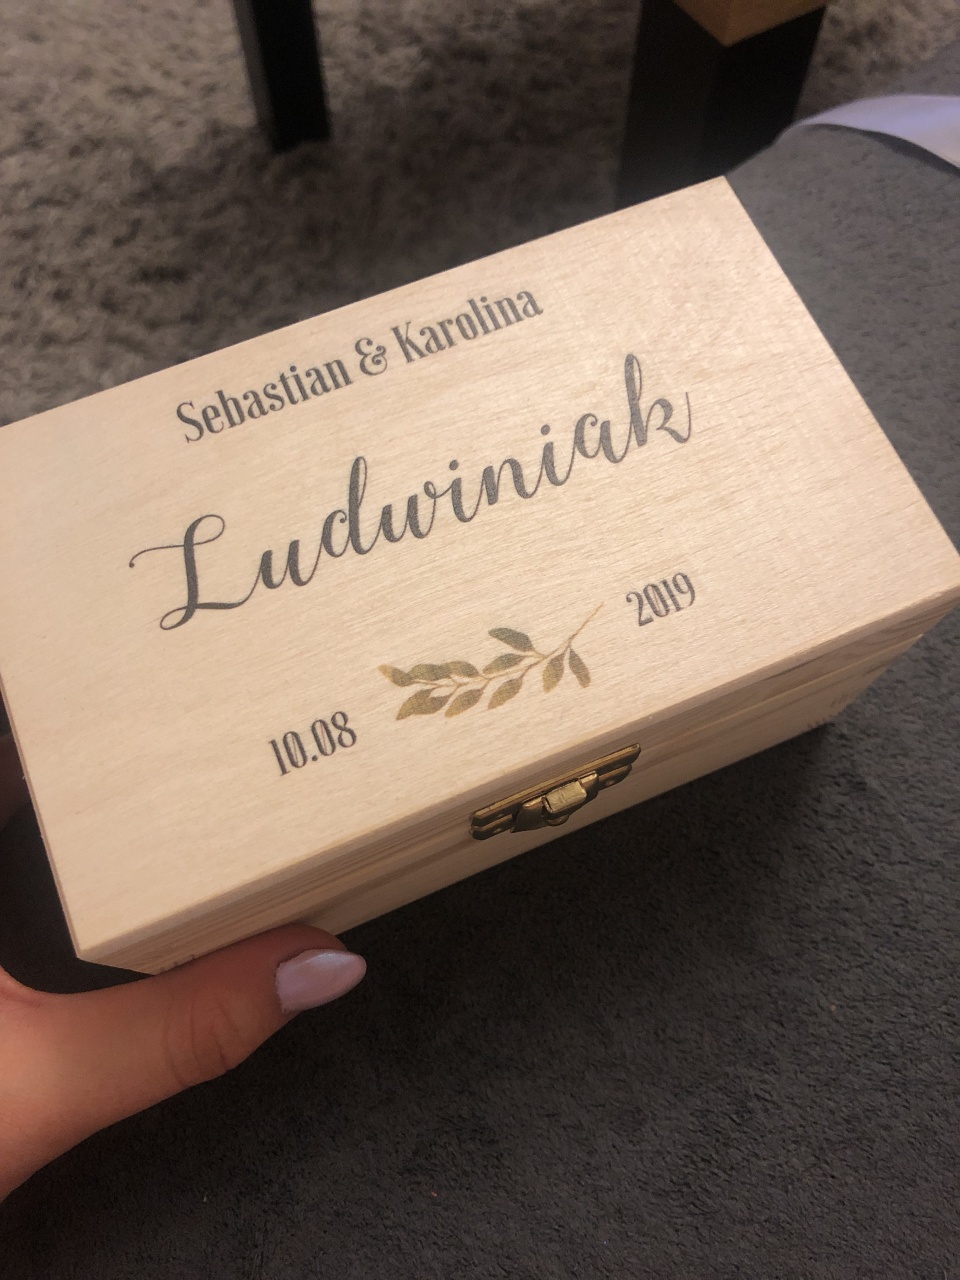 Sebastian & Karolina
Ludwiniak
10.08 2019